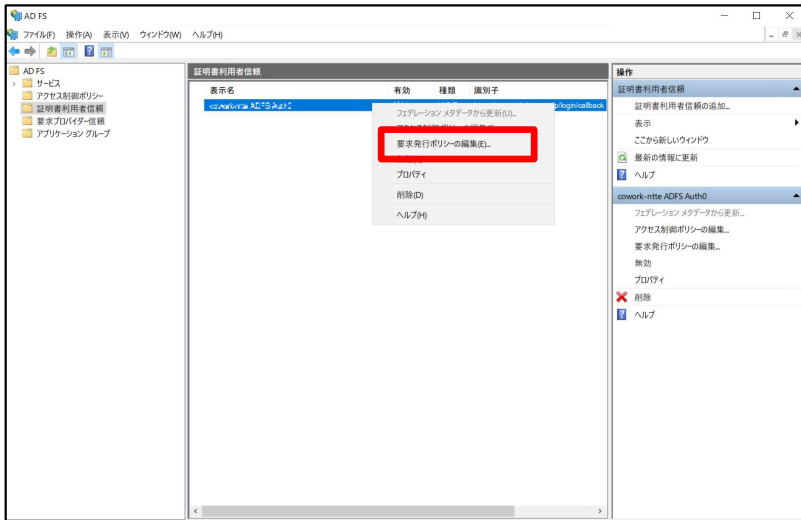 AD FS
ファイル(F) 操作(A) 表示(V) ウィンドウ(W) ヘルプ(H)
AD FS
サービス
アクセス制御ポリシー
証明書利用者信頼
要求プロバイダー信頼
アプリケーション グループ
証明書利用者信頼
表示名 有効 種類 識別子
cowork-ntte ADFS Auth0 /login/callback
フェデレーション メタデータから更新(U)...
要求発行ポリシーの編集(E)...
プロパティ
削除(D)
ヘルプ(H)
操作
証明書利用者信頼
証明書利用者信頼の追加...
表示
ここから新しいウィンドウ
最新の情報に更新
ヘルプ
cowork-ntte ADFS Auth0
フェデレーション メタデータから更新...
アクセス制御ポリシーの編集...
要求発行ポリシーの編集...
無効
プロパティ
削除
ヘルプ